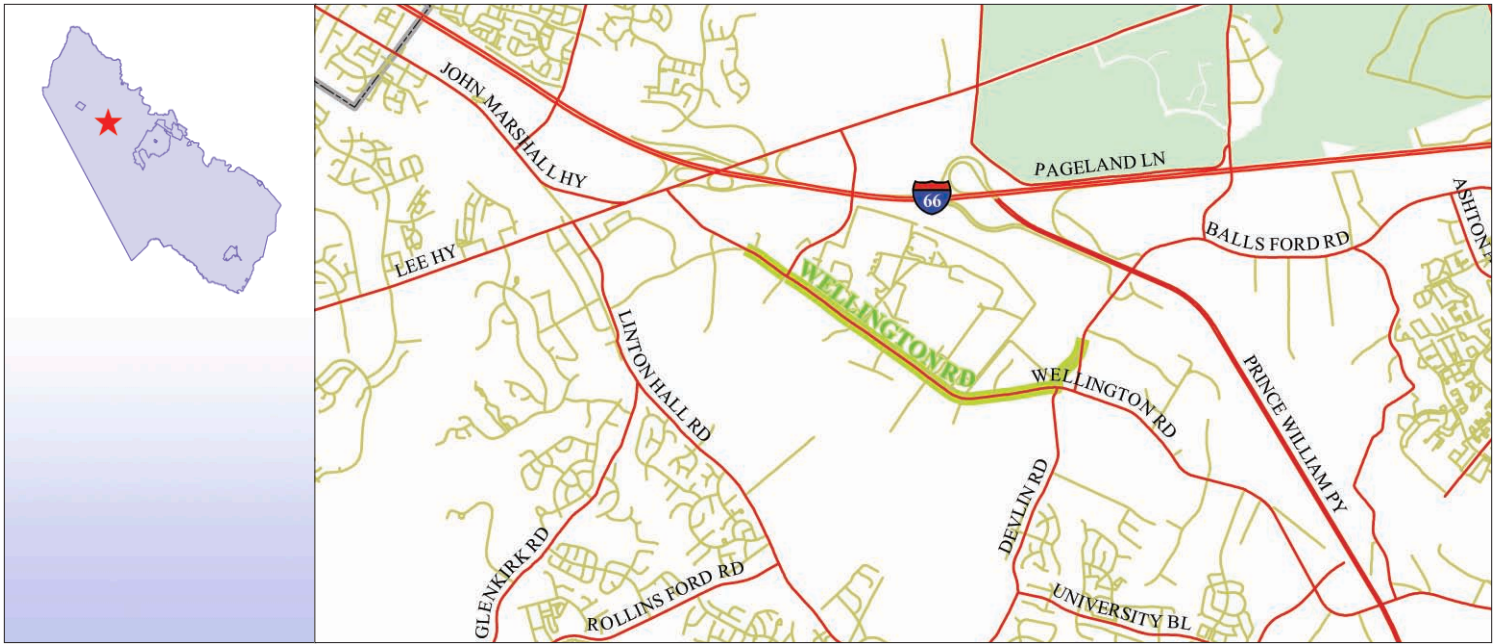 JOHN MARSHALL HY
PAGELAND LN
66
ASHTON A
BALLS FORD RD
LEE HY
WELLINGTON RD
LINTON HALL RD
WELLINGTON RD
PRINCE WILLIAM PY
DEVLIN RD
GLENKIRK RD
ROLLINS FORD RD
UNIVERSITY BL